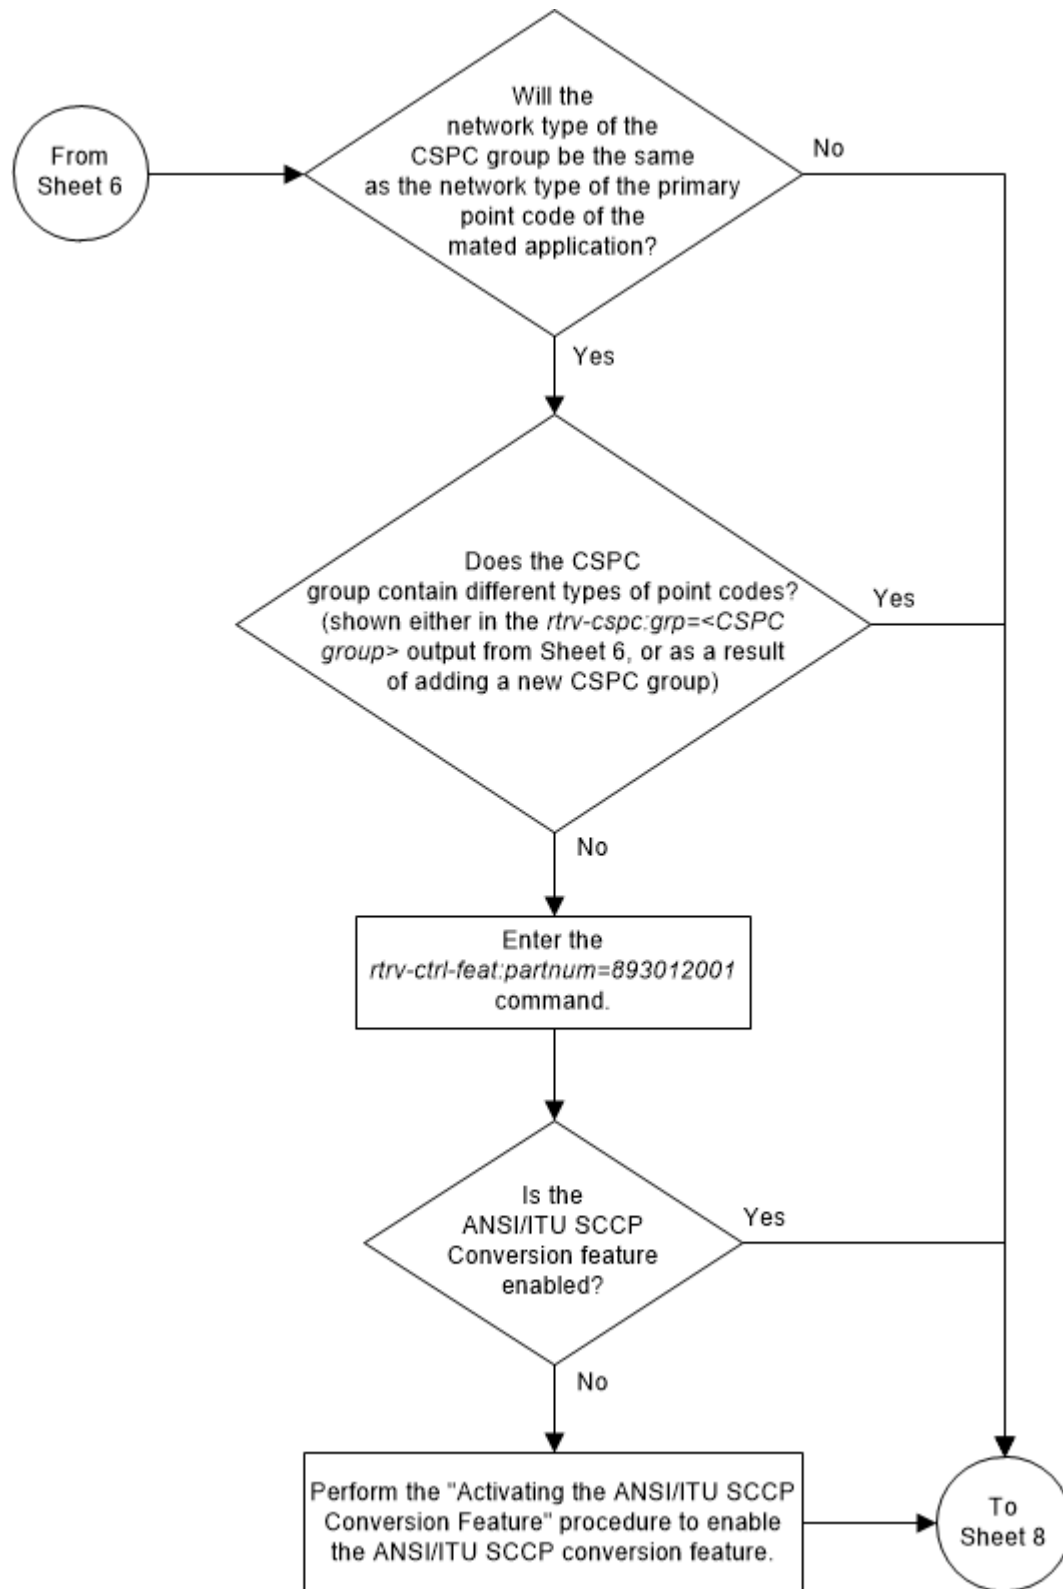 From
Sheet 6
Will the
network type of the
CSPC group be the same
as the network type of the primary
point code of the
mated application?
No
Yes
Does the CSPC
group contain different types of point codes?
(shown either in the rtrv-cspc:grp=<CSPC
group> output from Sheet 6, or as a result
of adding a new CSPC group)
Yes
No
Enter the
rtrv-ctrl-feat:partnum=893012001
command.
Is the
ANSI/ITU SCCP
Conversion feature
enabled?
Yes
No
Perform the "Activating the ANSI/ITU SCCP
Conversion Feature" procedure to enable
the ANSI/ITU SCCP conversion feature.
To
Sheet 8